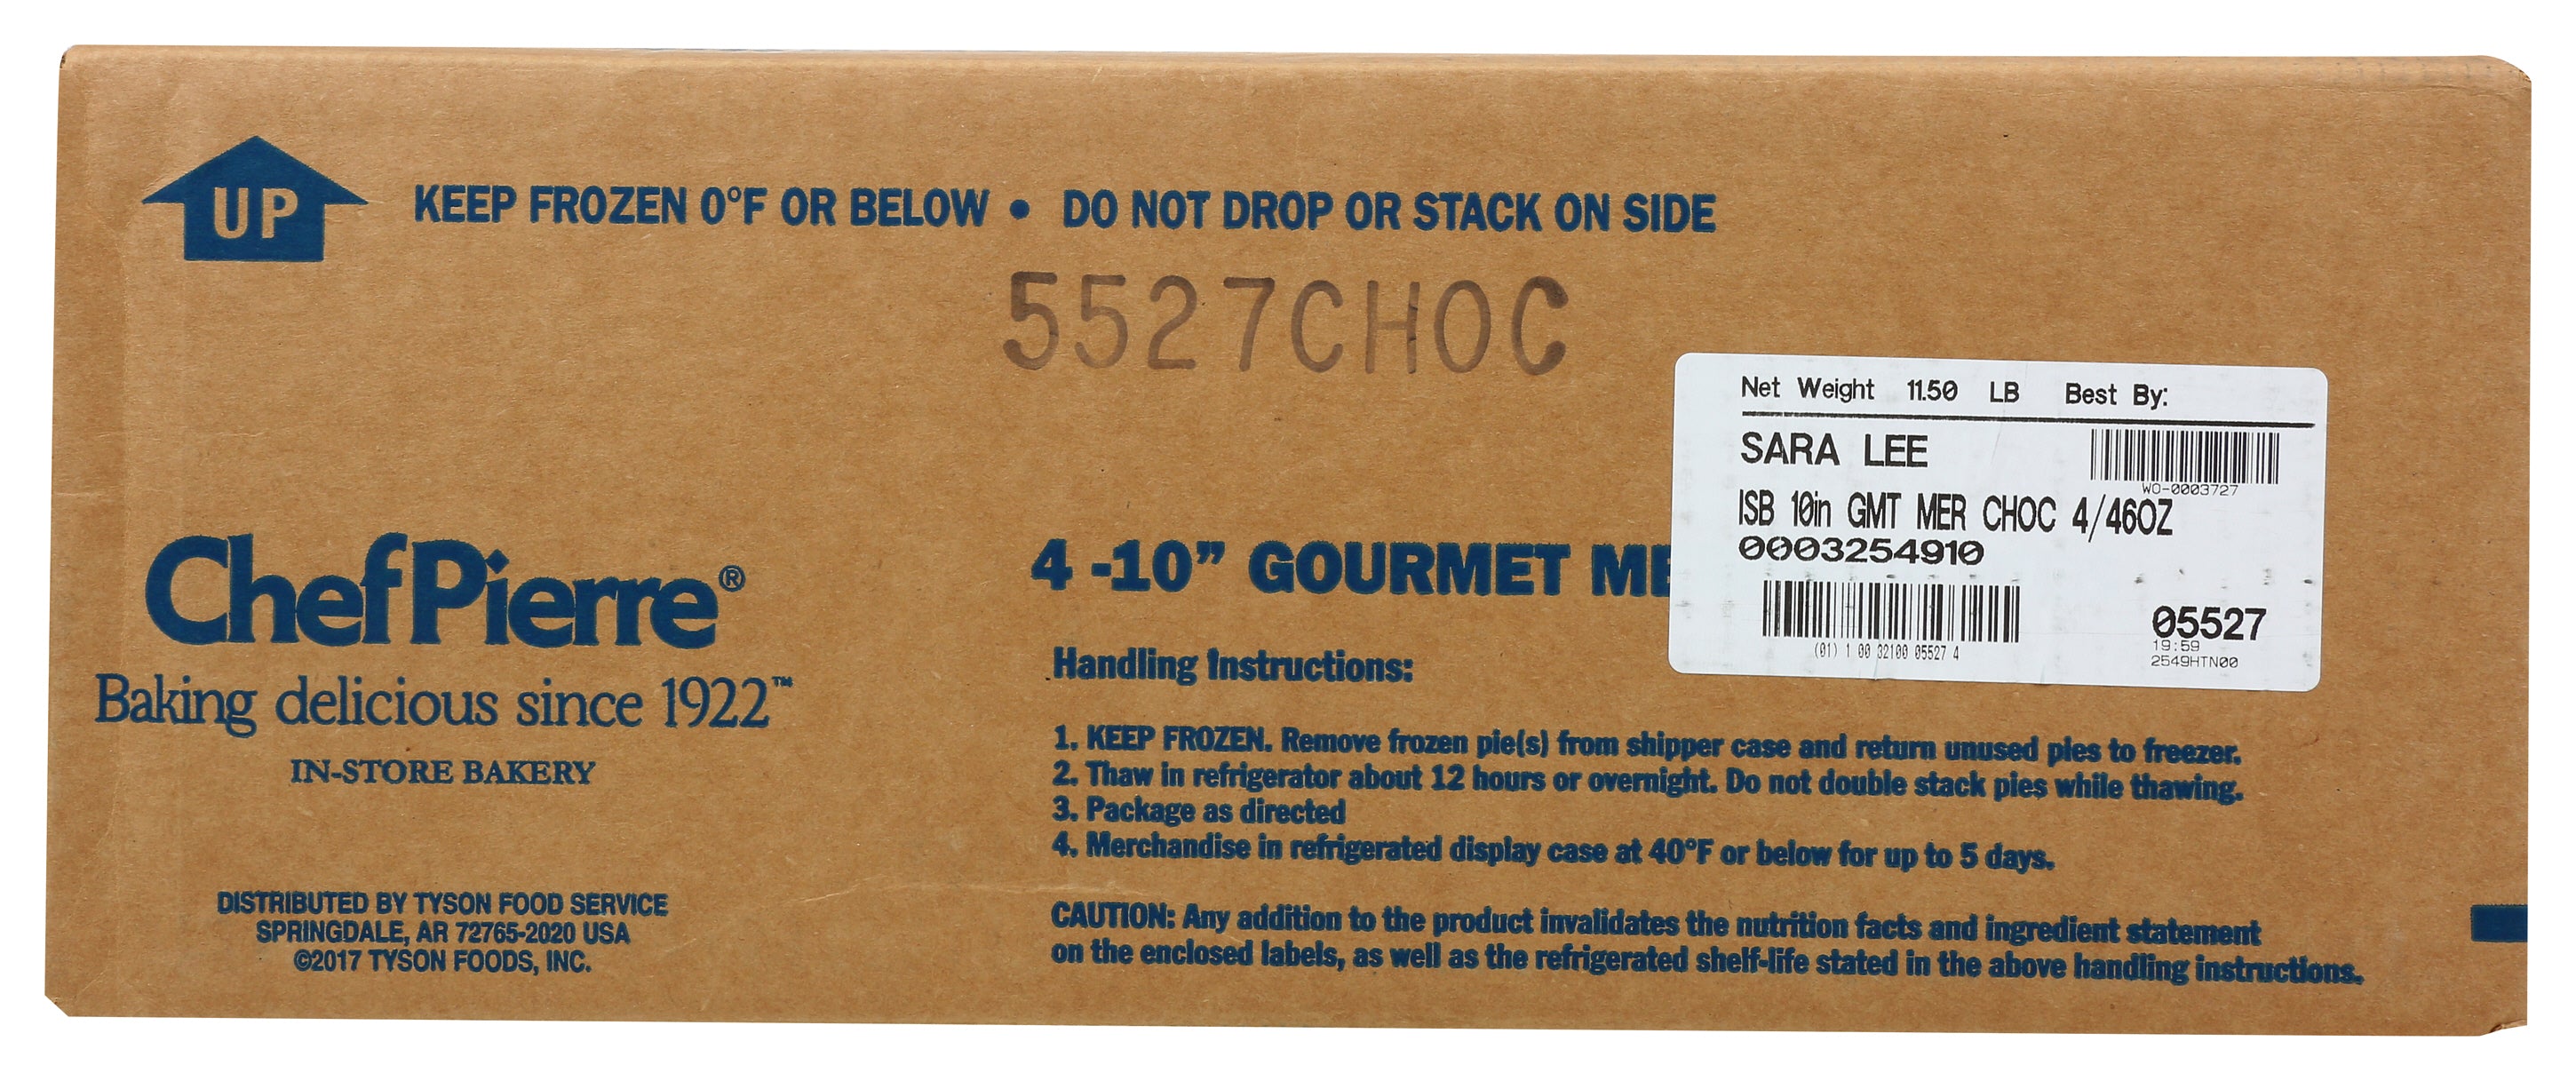 UP
KEEP FROZEN 0°F OR BELOW • DO NOT DROP OR STACK ON SIDE
5527CHOC
Net Weight 11.50 LB Best By:
SARA LEE
WO-0003727
ISB 10in GMT MER CHOC 4/46OZ
0003254910
(01) 1 00 32100 05527 4
05527
19:59
2549HTN00
ChefPierre®
Baking delicious since 1922™
IN-STORE BAKERY
4 -10" GOURMET ME
Handling Instructions:
1. KEEP FROZEN. Remove frozen pie(s) from shipper case and return unused pies to freezer.
2. Thaw in refrigerator about 12 hours or overnight. Do not double stack pies while thawing.
3. Package as directed
4. Merchandise in refrigerated display case at 40°F or below for up to 5 days.
CAUTION: Any addition to the product invalidates the nutrition facts and ingredient statement
on the enclosed labels, as well as the refrigerated shelf-life stated in the above handling instructions.
DISTRIBUTED BY TYSON FOOD SERVICE
SPRINGDALE, AR 72765-2020 USA
©2017 TYSON FOODS, INC.